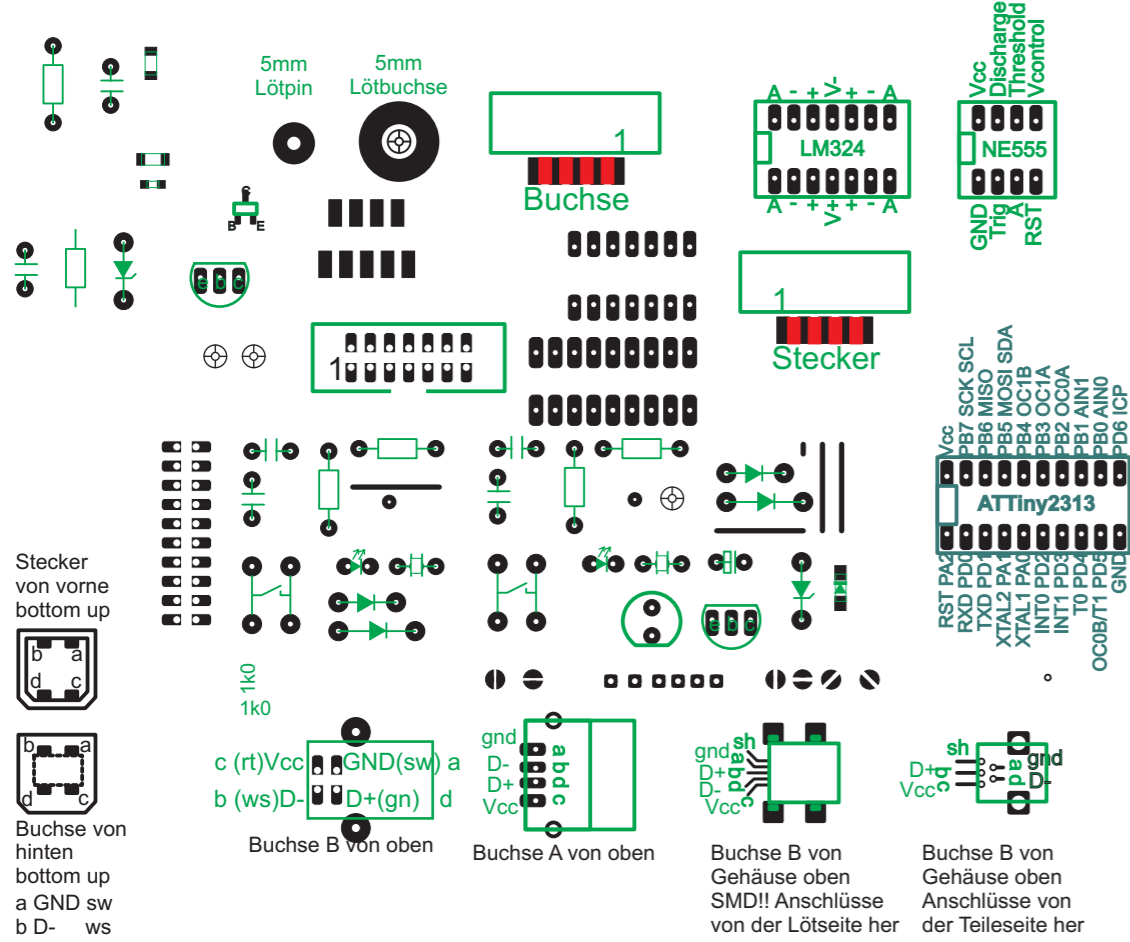 5mm
Lötpin
5mm
Lötbuchse
1
Buchse
A - + V- + - A
LM324
A - + V+ + - A
Vcc
Discharge
Threshold
Vcontrol
NE555
GND
Trig
A
RST
C
B E
e b c
1
Stecker
1
Vcc
PB7 SCK SCL
PB6 MISO
PB5 MOSI SDA
PB4 OC1B
PB3 OC1A
PB2 OC0A
PB1 AIN1
PB0 AIN0
PD6 ICP
ATTiny2313
RST PA2
RXD PD0
TXD PD1
XTAL2 PA1
XTAL1 PA0
INT0 PD2
INT1 PD3
T0 PD4
OC0B/T1 PD5
GND
e b c
Stecker
von vorne
bottom up
b a
d c
b a
d c
Buchse von
hinten
bottom up
a GND sw
b D- ws
1k0
1k0
c (rt)Vcc GND(sw) a
b (ws)D- D+(gn) d
Buchse B von oben
gnd
D-
D+
Vcc
a b d c
Buchse A von oben
sh
gnd
D+
D-
Vcc
a b d c
Buchse B von
Gehäuse oben
SMD!! Anschlüsse
von der Lötseite her
sh
D+
Vcc
b c
a d
gnd
D-
Buchse B von
Gehäuse oben
Anschlüsse von
der Teileseite her